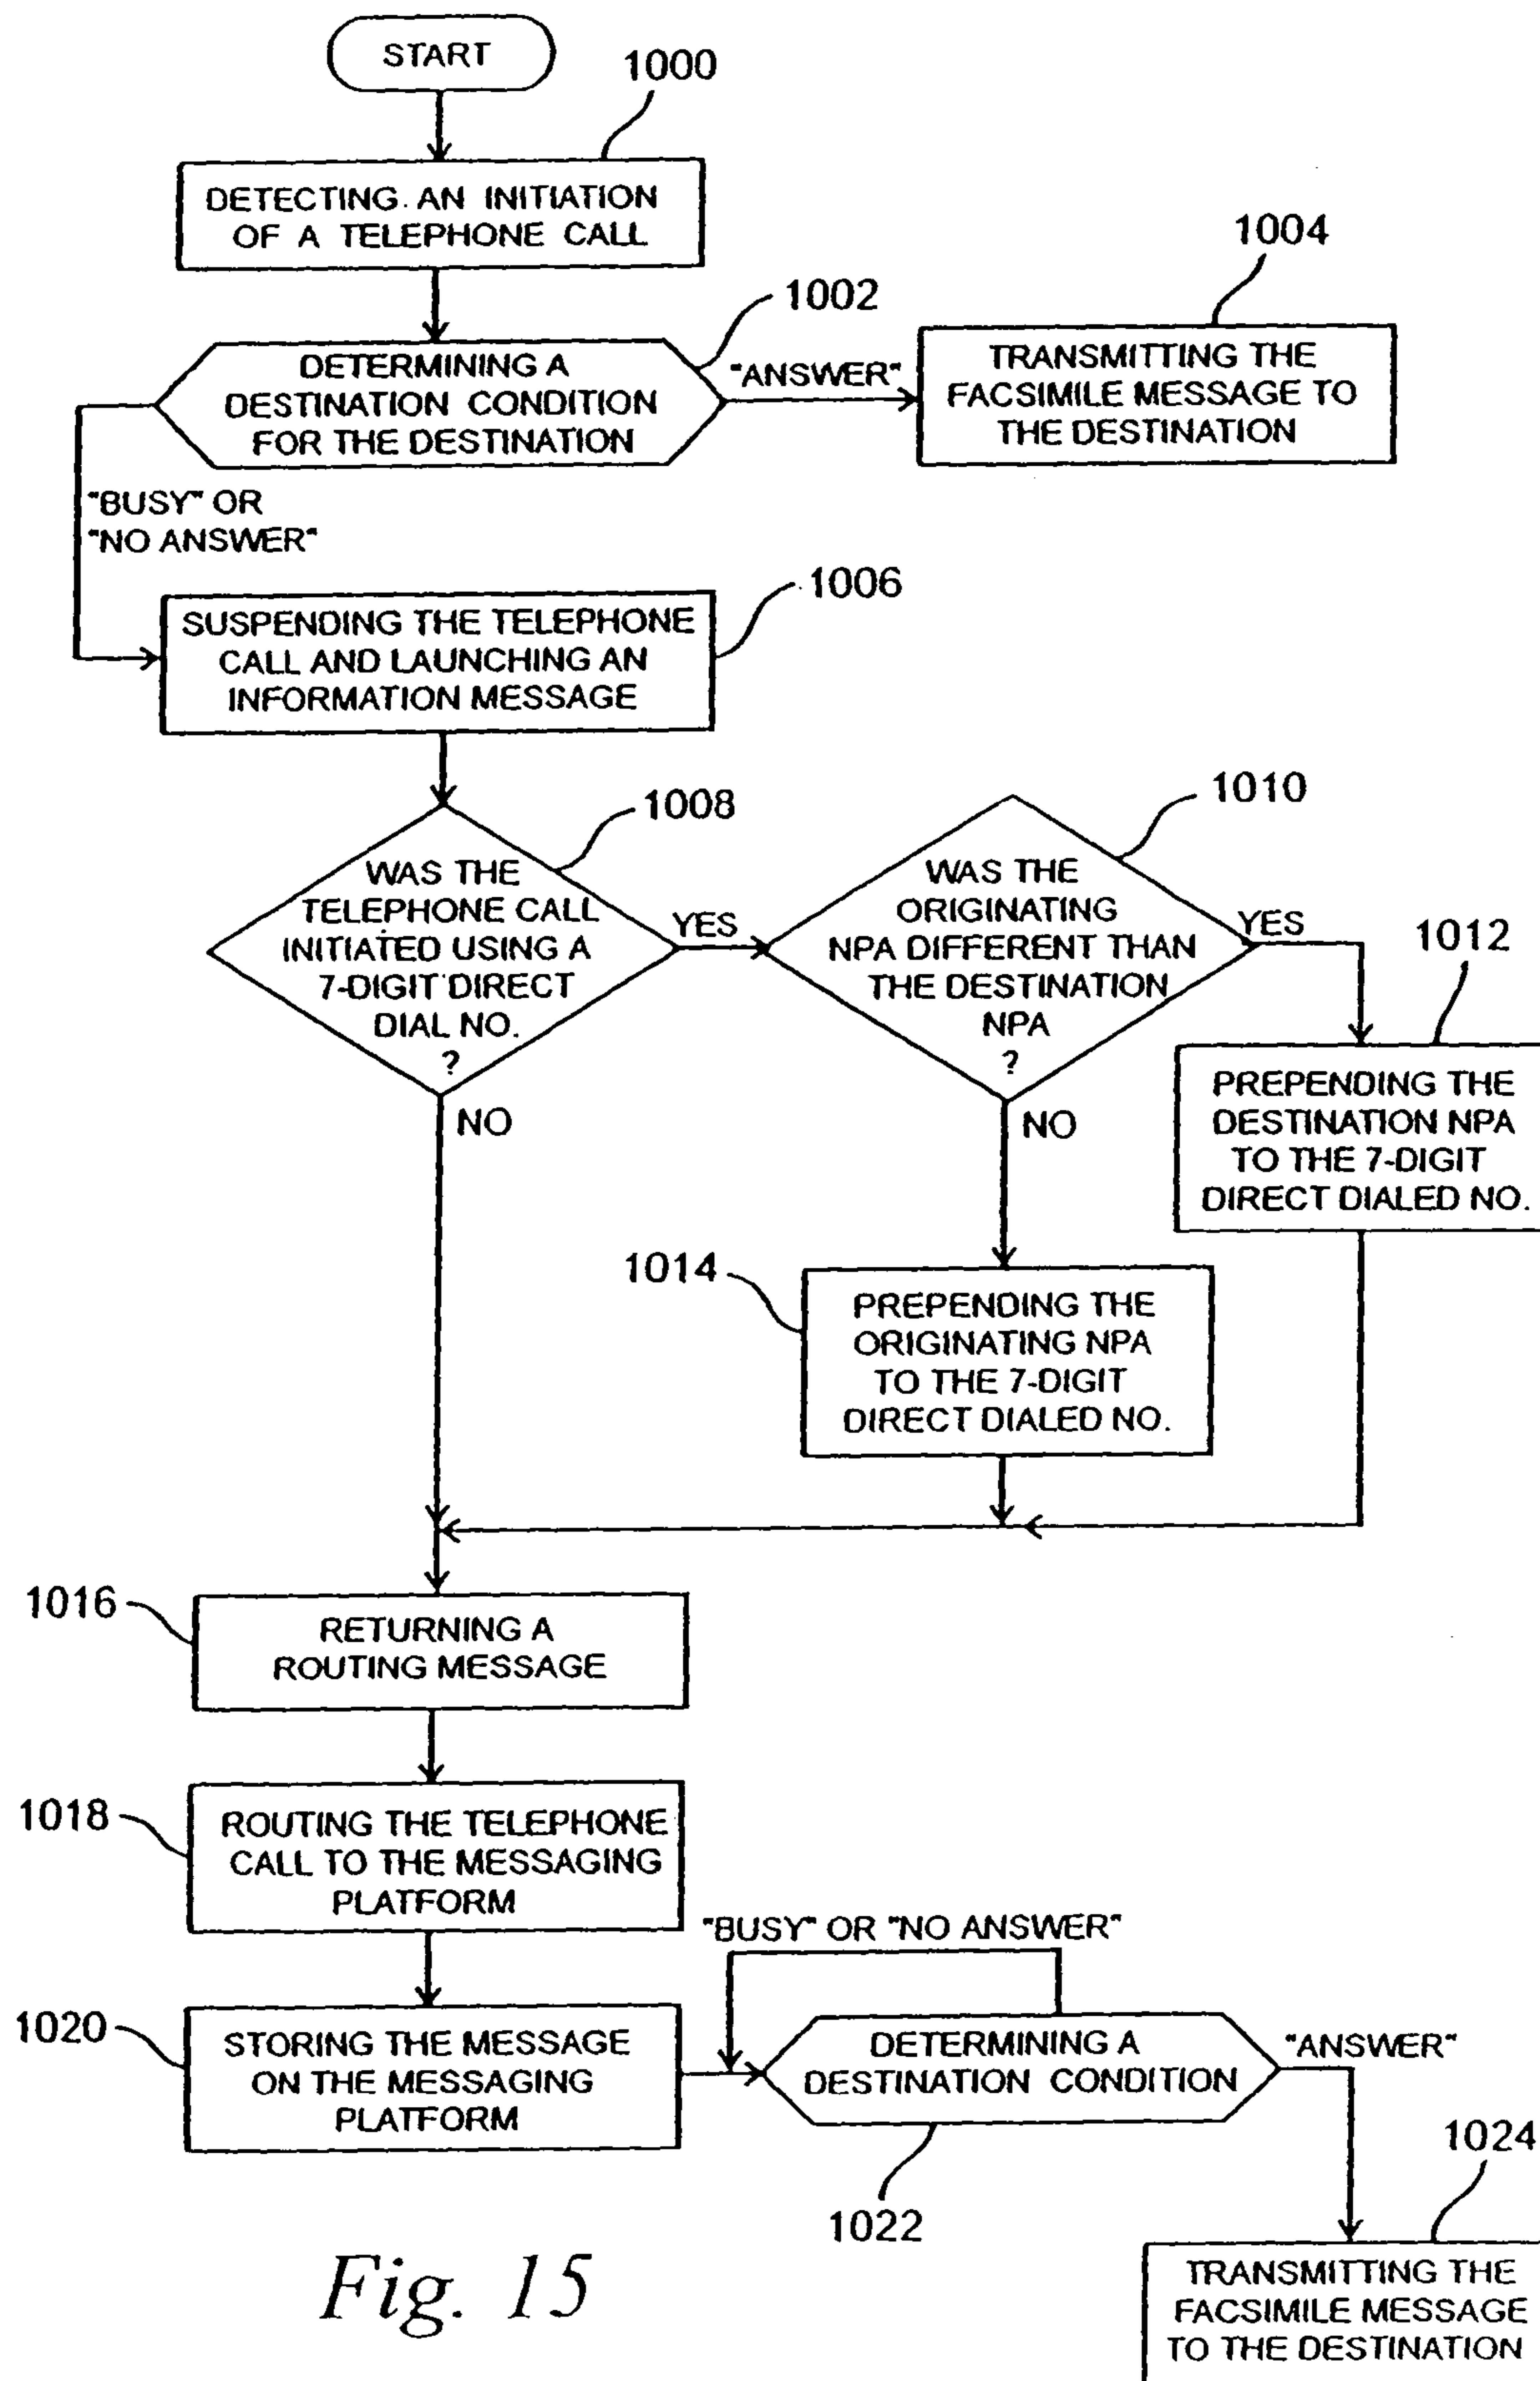 START
1000
DETECTING AN INITIATION
OF A TELEPHONE CALL
1002
DETERMINING A
DESTINATION CONDITION
FOR THE DESTINATION
"ANSWER"
1004
TRANSMITTING THE
FACSIMILE MESSAGE TO
THE DESTINATION
"BUSY" OR
"NO ANSWER"
1006
SUSPENDING THE TELEPHONE
CALL AND LAUNCHING AN
INFORMATION MESSAGE
1008
WAS THE
TELEPHONE CALL
INITIATED USING A
7-DIGIT DIRECT
DIAL NO.
?
YES
NO
1010
WAS THE
ORIGINATING
NPA DIFFERENT THAN
THE DESTINATION
NPA
?
YES
NO
1012
PREPENDING THE
DESTINATION NPA
TO THE 7-DIGIT
DIRECT DIALED NO.
1014
PREPENDING THE
ORIGINATING NPA
TO THE 7-DIGIT
DIRECT DIALED NO.
1016
RETURNING A
ROUTING MESSAGE
1018
ROUTING THE TELEPHONE
CALL TO THE MESSAGING
PLATFORM
1020
STORING THE MESSAGE
ON THE MESSAGING
PLATFORM
"BUSY" OR "NO ANSWER"
DETERMINING A
DESTINATION CONDITION
"ANSWER"
1022
1024
TRANSMITTING THE
FACSIMILE MESSAGE
TO THE DESTINATION
Fig. 15